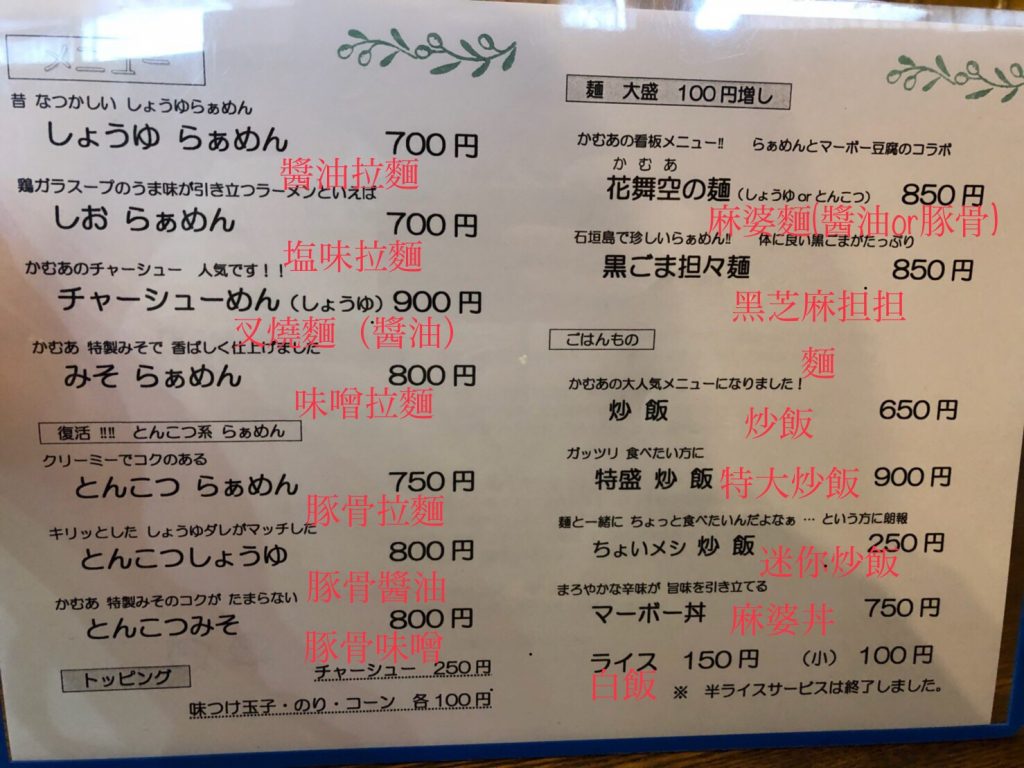 メニュー
昔 なつかしい しょうゆらぁめん
しょうゆ らぁめん 700円
醬油拉麵
鶏ガラスープのうま味が引き立つラーメンといえば
しお らぁめん 700円
塩味拉麵
かむあのチャーシュー 人気です！！
チャーシューめん（しょうゆ）900円
叉燒麵（醬油）
かむあ 特製みそで 香ばしく仕上げました
みそ らぁめん 800円
味噌拉麵
復活 !!!! とんこつ系 らぁめん
クリーミーでコクのある
とんこつ らぁめん 750円
豚骨拉麵
キリッとした しょうゆダレがマッチした
とんこつしょうゆ 800円
豚骨醬油
かむあ 特製みそのコクが たまらない
とんこつみそ 800円
豚骨味噌
トッピング
チャーシュー 250円
味つけ玉子・のり・コーン 各100円
麺 大盛 100円増し
かむあの看板メニュー!! らぁめんとマーボー豆腐のコラボ
かむあ
花舞空の麺（しょうゆ or とんこつ） 850円
麻婆麵(醬油or豚骨)
石垣島で珍しいらぁめん!! 体に良い黒ごまがたっぷり
黒ごま担々麺 850円
黑芝麻担担
麵
ごはんもの
かむあの大人気メニューになりました！
炒飯 650円
炒飯
ガッツリ 食べたい方に
特盛 炒飯 900円
特大炒飯
麺と一緒に ちょっと食べたいんだよなぁ … という方に朗報
ちょいメシ 炒飯 250円
迷你炒飯
まろやかな辛味が 旨味を引き立てる
マーボー丼 750円
麻婆丼
ライス 150円 （小） 100円
白飯
※ 半ライスサービスは終了しました。